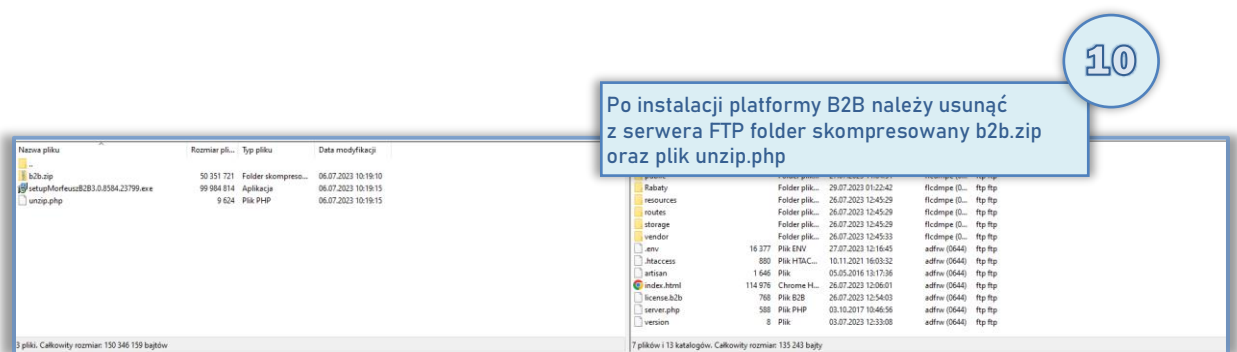 10
Po instalacji platformy B2B należy usunąć
z serwera FTP folder skompresowany b2b.zip
oraz plik unzip.php
Nazwa pliku Rozmiar pli... Typ pliku Data modyfikacji
..
b2b.zip 50 351 721 Folder skompreso... 06.07.2023 10:19:10
setupMorfeuszB2B3.0.8584.23799.exe 99 984 814 Aplikacja 06.07.2023 10:19:15
unzip.php 9 624 Plik PHP 06.07.2023 10:19:15
3 pliki. Całkowity rozmiar: 150 346 159 bajtów
Rabaty Folder plik... 29.07.2023 01:22:42 flcdmpe (0... ftp ftp
resources Folder plik... 26.07.2023 12:45:29 flcdmpe (0... ftp ftp
routes Folder plik... 26.07.2023 12:45:29 flcdmpe (0... ftp ftp
storage Folder plik... 26.07.2023 12:45:29 flcdmpe (0... ftp ftp
vendor Folder plik... 26.07.2023 12:45:33 flcdmpe (0... ftp ftp
.env 16 377 Plik ENV 27.07.2023 12:16:45 adfrw (0644) ftp ftp
.htaccess 880 Plik HTAC... 10.11.2021 16:03:32 adfrw (0644) ftp ftp
artisan 1 646 Plik 05.05.2016 13:17:36 adfrw (0644) ftp ftp
index.html 114 976 Chrome H... 26.07.2023 12:06:01 adfrw (0644) ftp ftp
license.b2b 768 Plik B2B 26.07.2023 12:54:03 adfrw (0644) ftp ftp
server.php 588 Plik PHP 03.10.2017 10:46:56 adfrw (0644) ftp ftp
version 8 Plik 03.07.2023 12:33:08 adfrw (0644) ftp ftp
7 plików i 13 katalogów. Całkowity rozmiar: 135 243 bajty